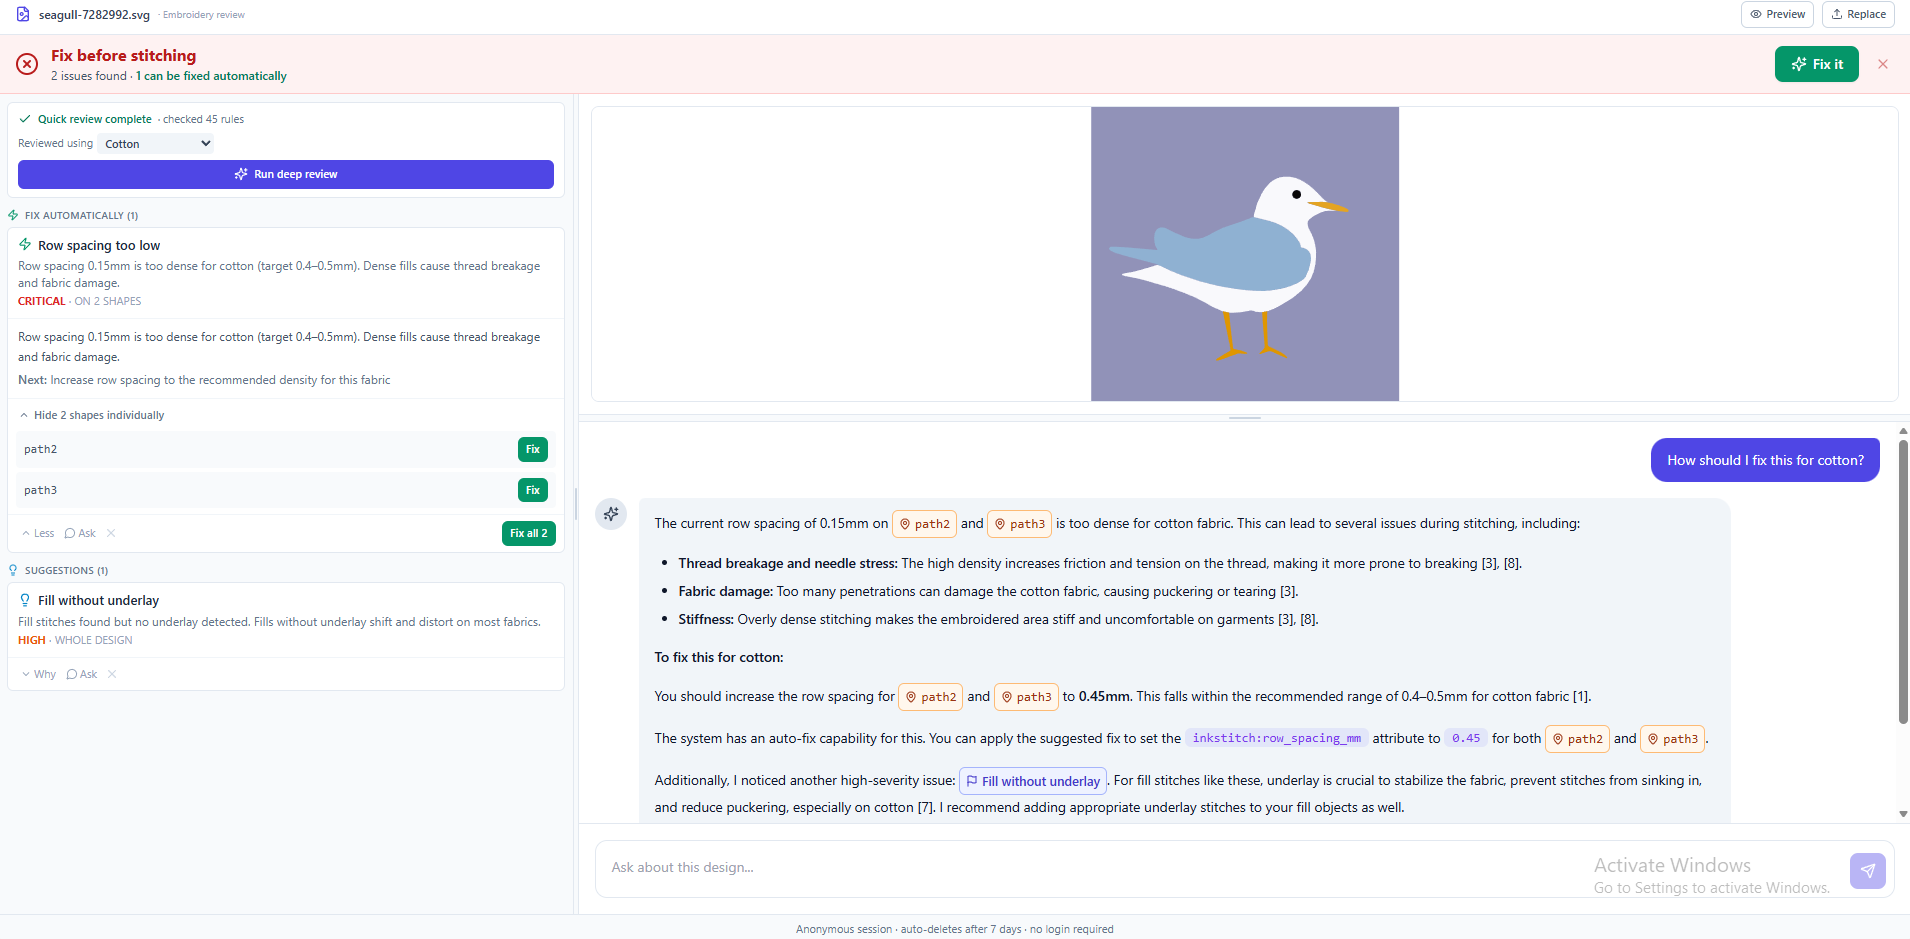 seagull-7282992.svg · Embroidery review
Preview Replace
Fix before stitching
2 issues found · 1 can be fixed automatically
Fix it
Quick review complete · checked 45 rules
Reviewed using Cotton
Run deep review
FIX AUTOMATICALLY (1)
Row spacing too low
Row spacing 0.15mm is too dense for cotton (target 0.4–0.5mm). Dense fills cause thread breakage
and fabric damage.
CRITICAL · ON 2 SHAPES
Row spacing 0.15mm is too dense for cotton (target 0.4–0.5mm). Dense fills cause thread breakage
and fabric damage.
Next: Increase row spacing to the recommended density for this fabric
Hide 2 shapes individually
path2 Fix
path3 Fix
Less Ask Fix all 2
SUGGESTIONS (1)
Fill without underlay
Fill stitches found but no underlay detected. Fills without underlay shift and distort on most fabrics.
HIGH · WHOLE DESIGN
Why Ask
How should I fix this for cotton?
The current row spacing of 0.15mm on path2 and path3 is too dense for cotton fabric. This can lead to several issues during stitching, including:
• Thread breakage and needle stress: The high density increases friction and tension on the thread, making it more prone to breaking [3], [8].
• Fabric damage: Too many penetrations can damage the cotton fabric, causing puckering or tearing [3].
• Stiffness: Overly dense stitching makes the embroidered area stiff and uncomfortable on garments [3], [8].
To fix this for cotton:
You should increase the row spacing for path2 and path3 to 0.45mm. This falls within the recommended range of 0.4–0.5mm for cotton fabric [1].
The system has an auto-fix capability for this. You can apply the suggested fix to set the inkstitch:row_spacing_mm attribute to 0.45 for both path2 and path3.
Additionally, I noticed another high-severity issue: Fill without underlay. For fill stitches like these, underlay is crucial to stabilize the fabric, prevent stitches from sinking in,
and reduce puckering, especially on cotton [7]. I recommend adding appropriate underlay stitches to your fill objects as well.
Ask about this design...
Activate Windows
Go to Settings to activate Windows.
Anonymous session · auto-deletes after 7 days · no login required